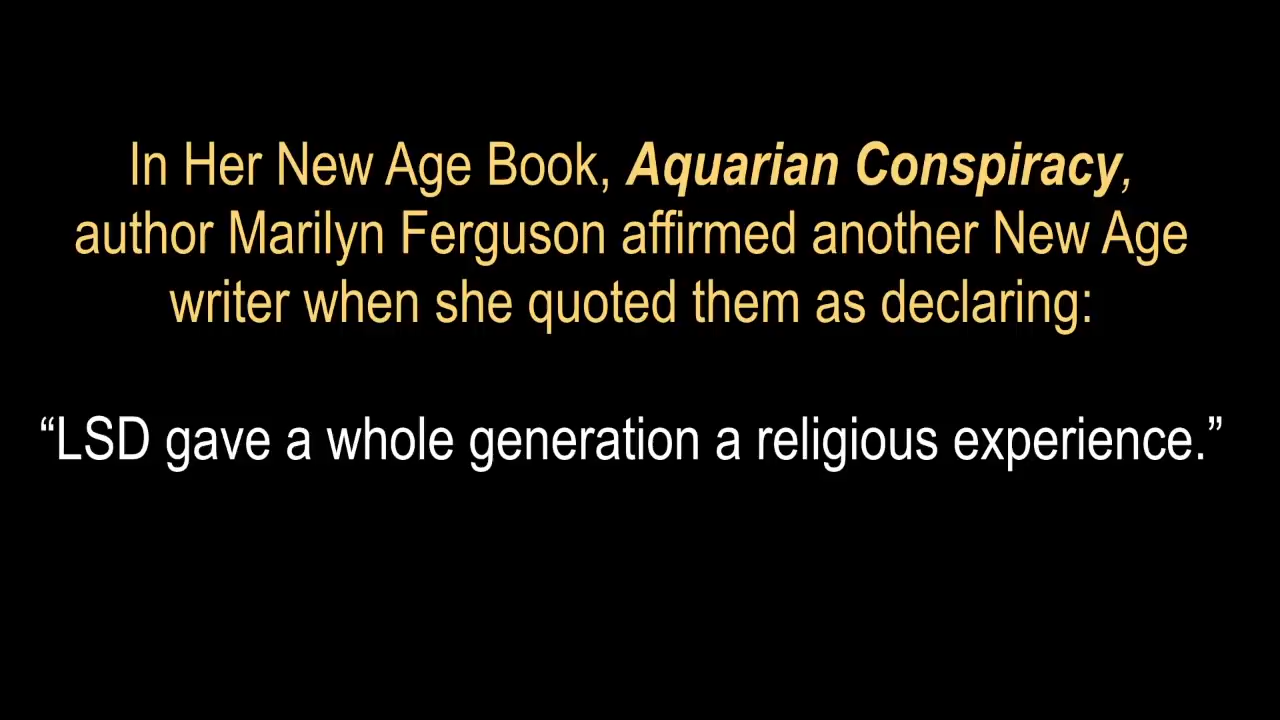 In Her New Age Book, Aquarian Conspiracy,
author Marilyn Ferguson affirmed another New Age
writer when she quoted them as declaring:
“LSD gave a whole generation a religious experience.”